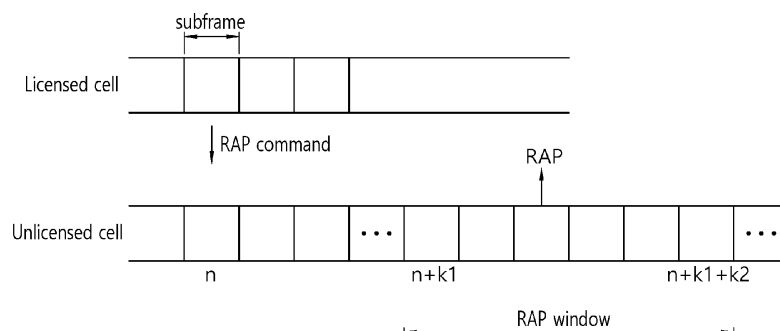 subframe
Licensed cell
RAP command
RAP
Unlicensed cell
...
...
n
n+k1
n+k1+k2
RAP window